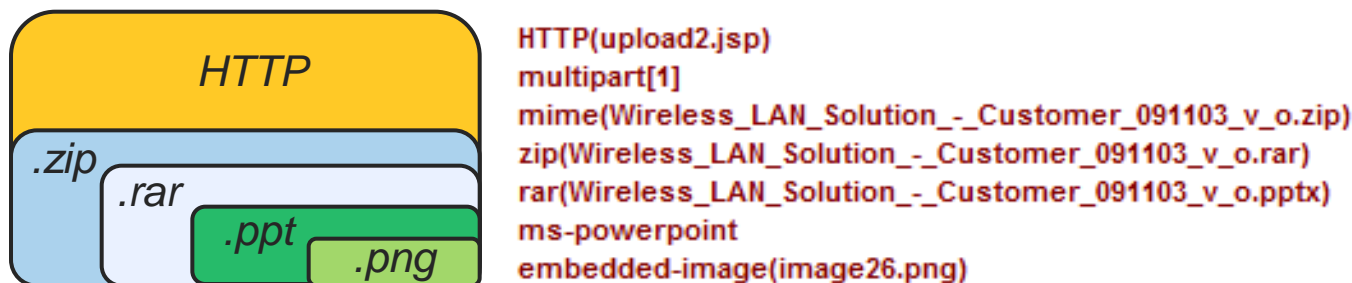 HTTP
.zip
.rar
.ppt
.png
HTTP(upload2.jsp)
multipart[1]
mime(Wireless_LAN_Solution_-_Customer_091103_v_o.zip)
zip(Wireless_LAN_Solution_-_Customer_091103_v_o.rar)
rar(Wireless_LAN_Solution_-_Customer_091103_v_o.pptx)
ms-powerpoint
embedded-image(image26.png)